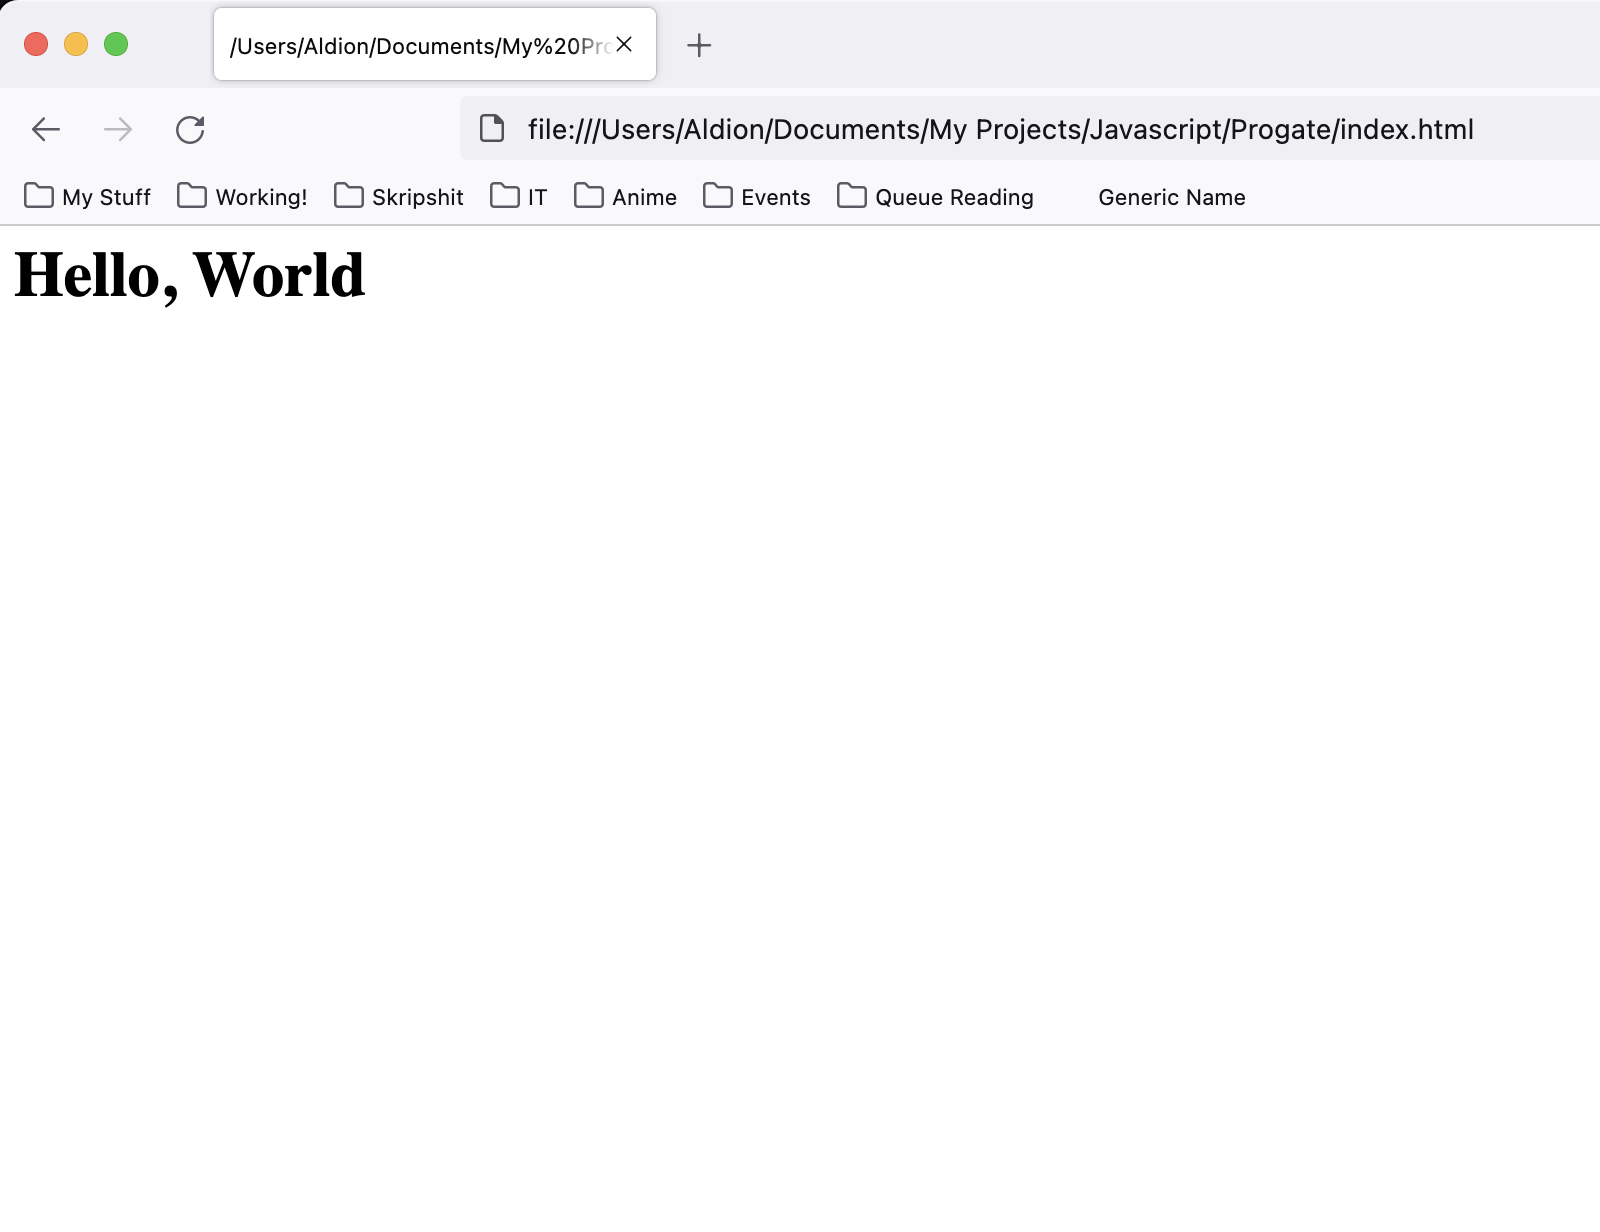 /Users/Aldion/Documents/My%20Pro
file:///Users/Aldion/Documents/My Projects/Javascript/Progate/index.html
My Stuff Working! Skripshit IT Anime Events Queue Reading Generic Name
Hello, World